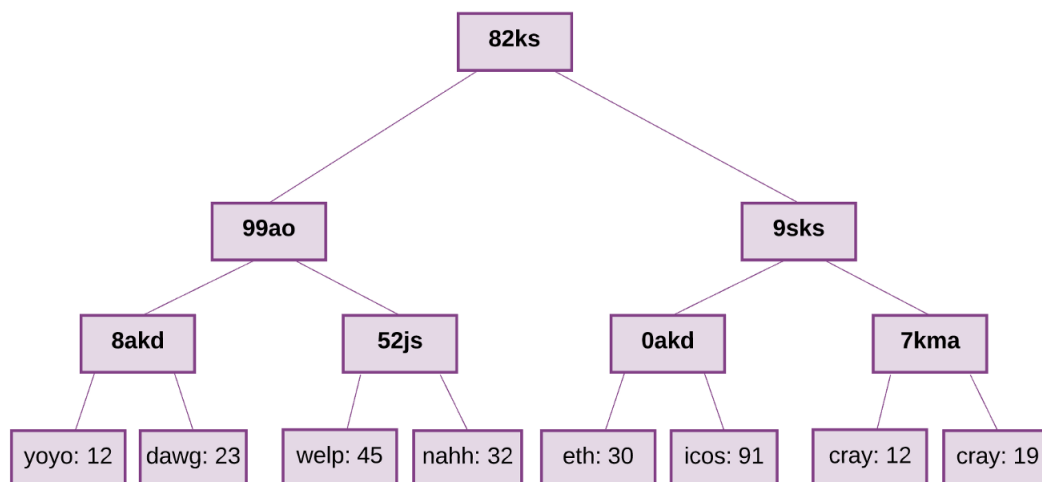 82ks
99ao
9sks
8akd
52js
0akd
7kma
yoyo: 12
dawg: 23
welp: 45
nahh: 32
eth: 30
icos: 91
cray: 12
cray: 19